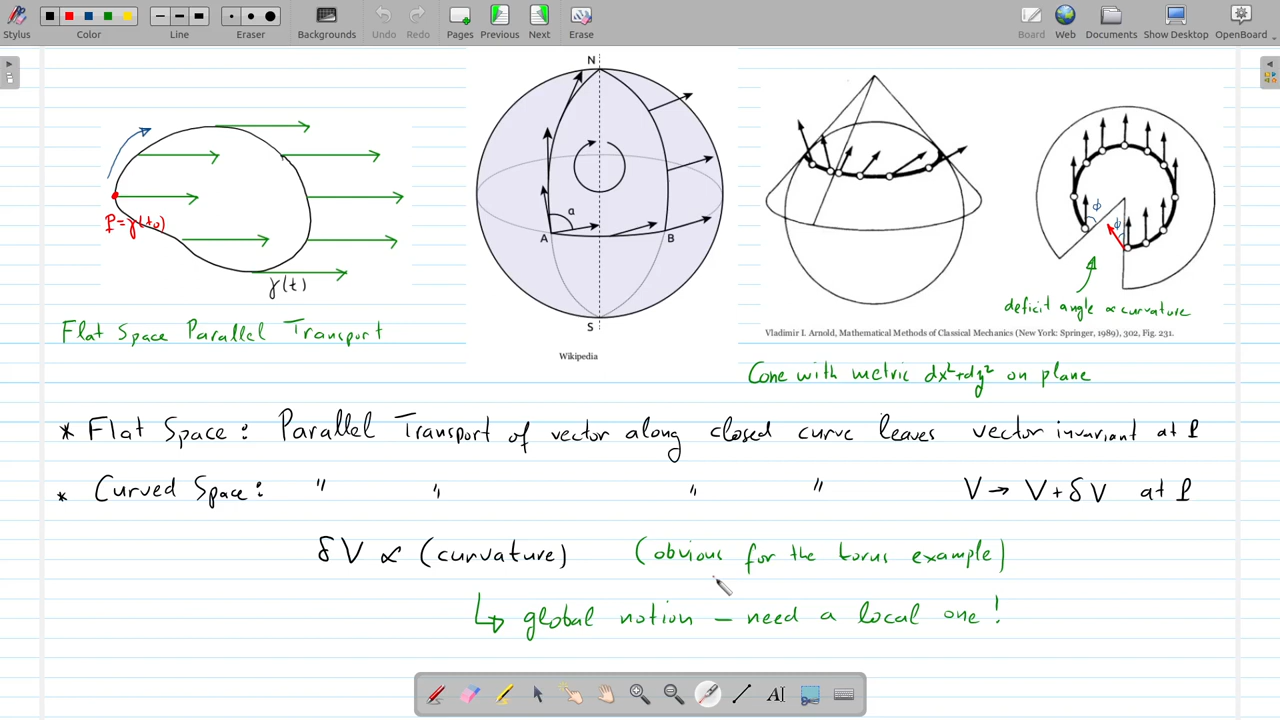 Stylus Color Line Eraser Backgrounds Undo Redo Pages Previous Next Erase Board Web Documents Show Desktop OpenBoard
P=γ(t₀)
γ(t)
Flat Space Parallel Transport
N
α
A
B
S
Wikipedia
ϕ
ϕ
deficit angle ∝ curvature
Vladimir I. Arnold, Mathematical Methods of Classical Mechanics (New York: Springer, 1989), 302, Fig. 231.
Cone with metric dx²+dy² on plane
* Flat Space: Parallel Transport of vector along closed curve leaves vector invariant at P
* Curved Space: " " " " V → V + δV at P
δV ∝ (curvature) (obvious for the torus example)
↳ global notion — need a local one!
AI